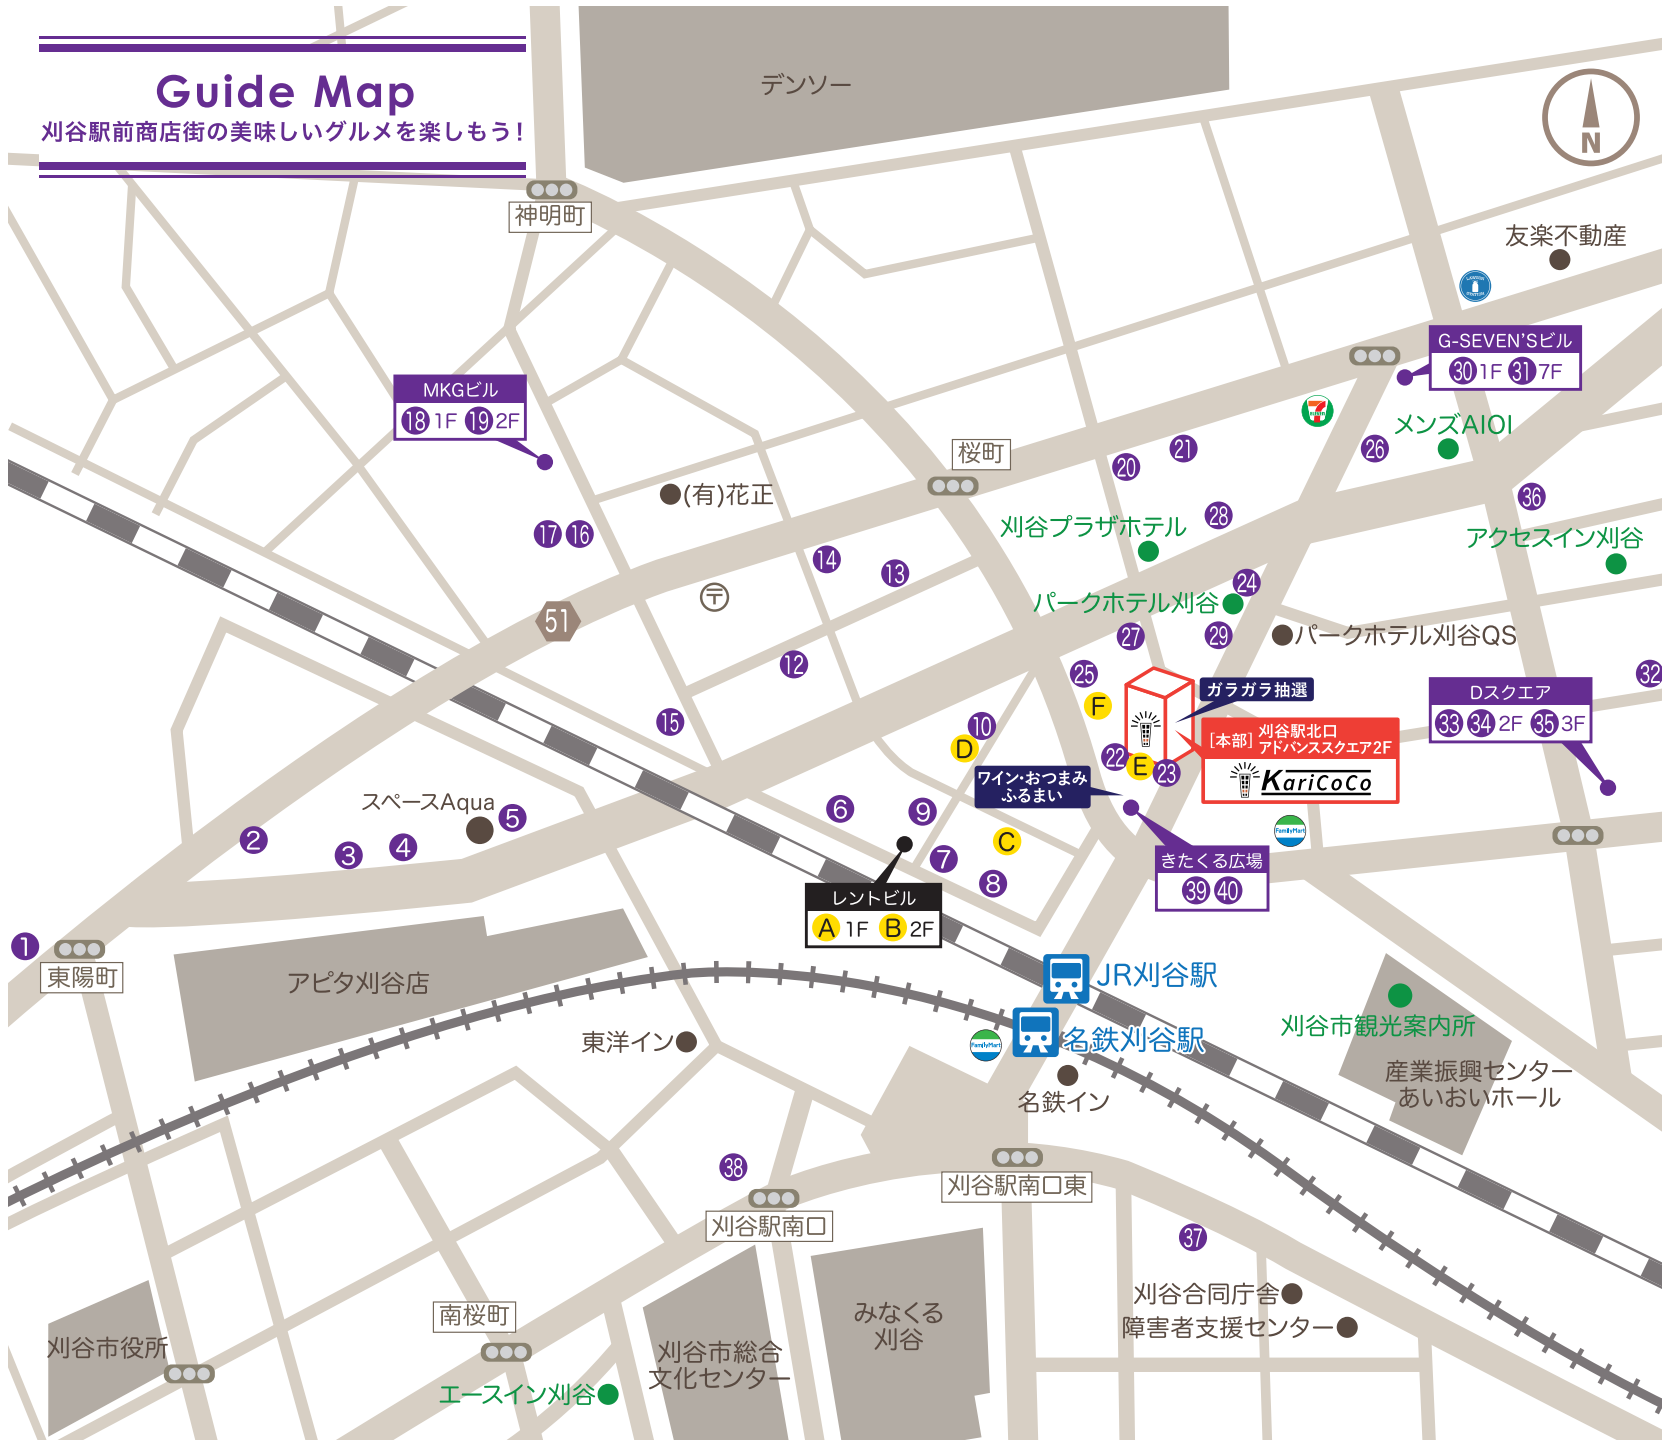 Guide Map
刈谷駅前商店街の美味しいグルメを楽しもう！
デンソー
N
神明町
友楽不動産
G-SEVEN'Sビル
30 1F 31 7F
MKGビル
18 1F 19 2F
メンズAIOI
26
21
20
桜町
(有)花正
36
28
刈谷プラザホテル
アクセスイン刈谷
17 16
14
13
24
パークホテル刈谷
〒
51
27
29
パークホテル刈谷QS
12
25
32
F
ガラガラ抽選
Dスクエア
33 34 2F 35 3F
15
10
D
[本部] 刈谷駅北口
アドバンススクエア2F
KariCoCo
22
E
23
ワイン・おつまみ
ふるまい
スペースAqua
5
6
9
2
3
4
C
FamilyMart
7
8
きたくる広場
39 40
レントビル
A 1F B 2F
1
東陽町
アピタ刈谷店
JR刈谷駅
名鉄刈谷駅
刈谷市観光案内所
東洋イン
FamilyMart
産業振興センター
あいおいホール
名鉄イン
38
刈谷駅南口東
刈谷駅南口
37
刈谷合同庁舎
南桜町
みなくる
刈谷
障害者支援センター
刈谷市役所
刈谷市総合
文化センター
エースイン刈谷